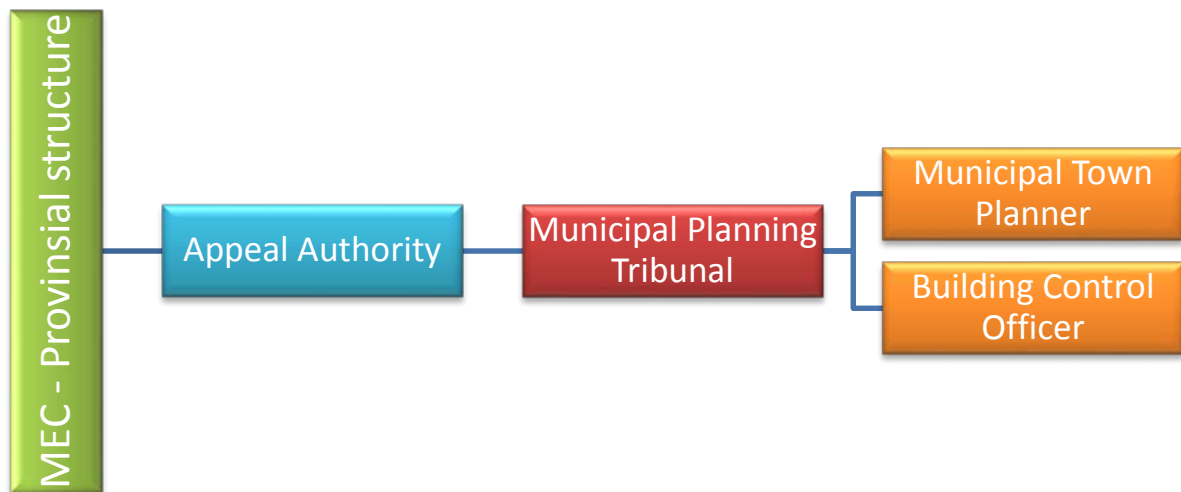 MEC - Provinsial structure
Appeal Authority
Municipal Planning
Tribunal
Municipal Town
Planner
Building Control
Officer